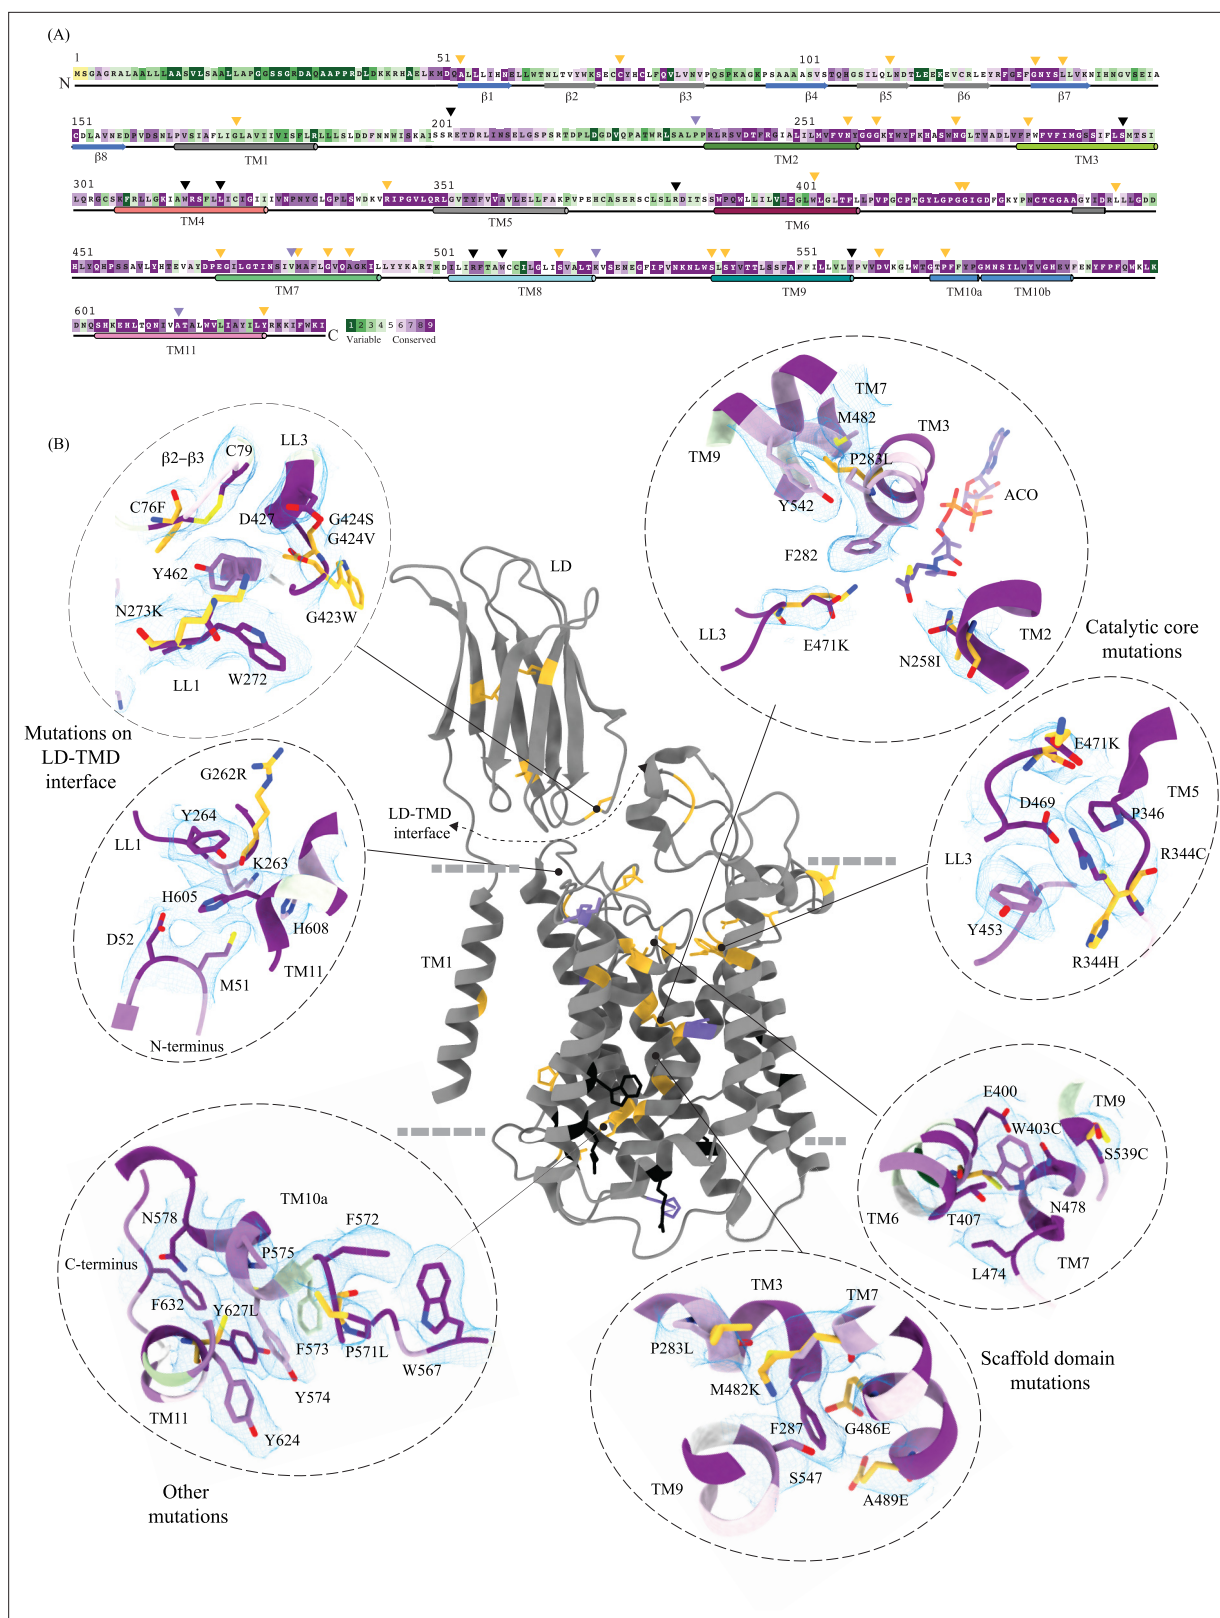 (A)
1 51 101
N MSGAGRALAALLLAASVLSAALLAPGGSSGRDAQAAPPRDLDKKRHAELKMDQALLLIHNELLWTNLTVYWKSECCYHCLFQVLVNVPQSPKAGKPSAAAASVSTQHGSILQLNDTLEEKEVCRLEYRFGEFGNYSLLVKNIHNGVSEIA
β1 β2 β3 β4 β5 β6 β7
151 201 251
CDLAVNEDPVDSNLPVSIAFLIGLAVIIVISFLRLLLSLDDFNNWISKAISSRETDRLINSELGSPSRTDPLDGDVQPATWRLSALPPRLRSVDTFRGIALILMVFVNYGGGKYWYFKHASWNGLTVADLVFPWFVFIMGSSIFLSMTSI
β8 TM1 TM2 TM3
301 351 401
LQRGCSKFRLLGKIAWRSFLLICIGIIIVNPNYCLGPLSWDKVRIPGVLQRLGVTYFVVAVLELLFAKPVPEHCASERSCLSLRDITSSWPQWLLILVLEGLWLGLTFLLPVPGCPTGYLGPGGIGDFGKYPNCTGGAAGYIDRLLLGDD
TM4 TM5 TM6
451 501 551
HLYQHPSSAVLYHTEVAYDPEGILGTINSIVMAFLGVQAGKILLYYKARTKDILIRFTAWCCILGLISVALTKVSENEGFIPVNKNLWSLSYVTTLSSFAFFILLVLYPVVDVKGLWTGTPFFYPGMNSILVYVGHEVFENYFPFQWKLK
TM7 TM8 TM9 TM10a TM10b
601
DNQSHKEHLTQNIVATALWVLIAYILYRKKIFWKI C
TM11
1 2 3 4 5 6 7 8 9
Variable Conserved
(B)
β2–β3
C79
LL3
C76F
D427
G424S
G424V
Y462
N273K
G423W
LL1
W272
Mutations on
LD-TMD
interface
TM7
M482
TM3
TM9
P283L
ACO
Y542
F282
LL3
E471K
N258I
TM2
Catalytic core
mutations
LD
LD-TMD
interface
TM1
G262R
Y264
LL1
K263
H605
H608
D52
M51
TM11
N-terminus
E471K
TM5
D469
P346
LL3
R344C
Y453
R344H
E400
TM9
W403C
S539C
TM6
T407
N478
L474
TM7
TM10a
N578
F572
C-terminus
P575
F632
Y627L
F573
P571L
W567
Y574
TM11
Y624
Other
mutations
TM3
TM7
P283L
M482K
F287
G486E
S547
TM9
A489E
Scaffold domain
mutations